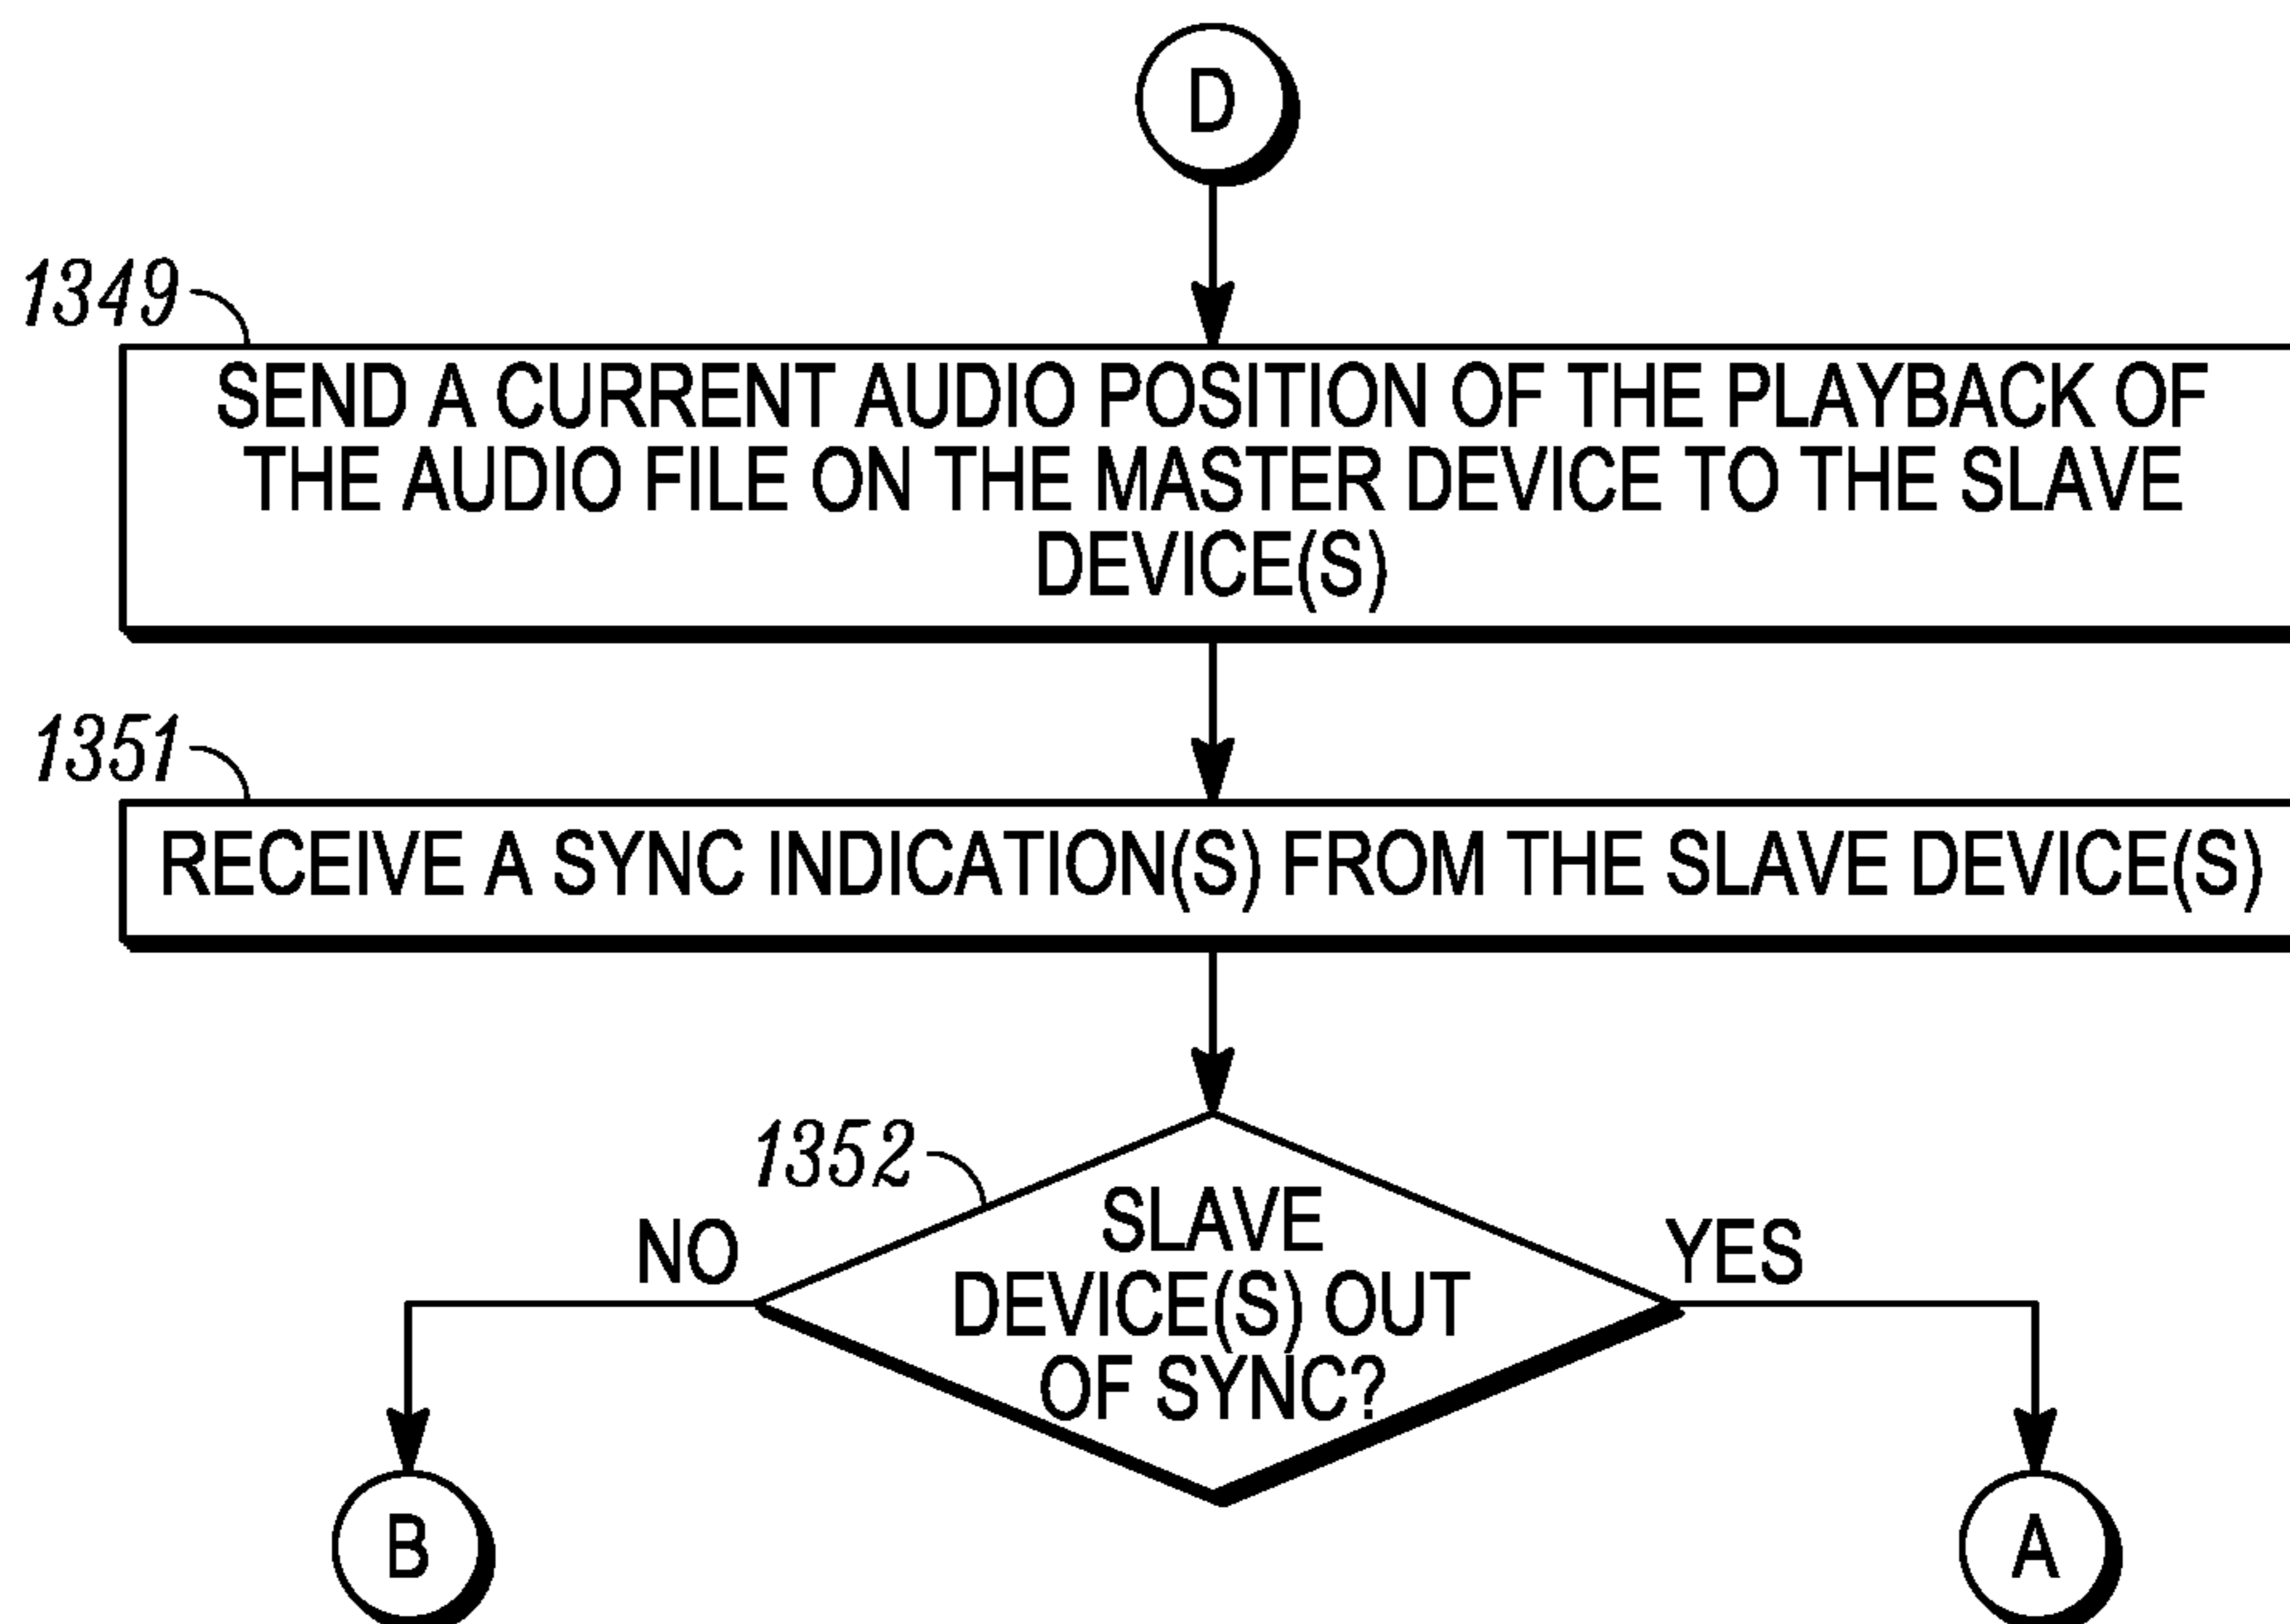 D
1349
SEND A CURRENT AUDIO POSITION OF THE PLAYBACK OF
THE AUDIO FILE ON THE MASTER DEVICE TO THE SLAVE
DEVICE(S)
1351
RECEIVE A SYNC INDICATION(S) FROM THE SLAVE DEVICE(S)
1352
SLAVE
DEVICE(S) OUT
OF SYNC?
NO
YES
B
A